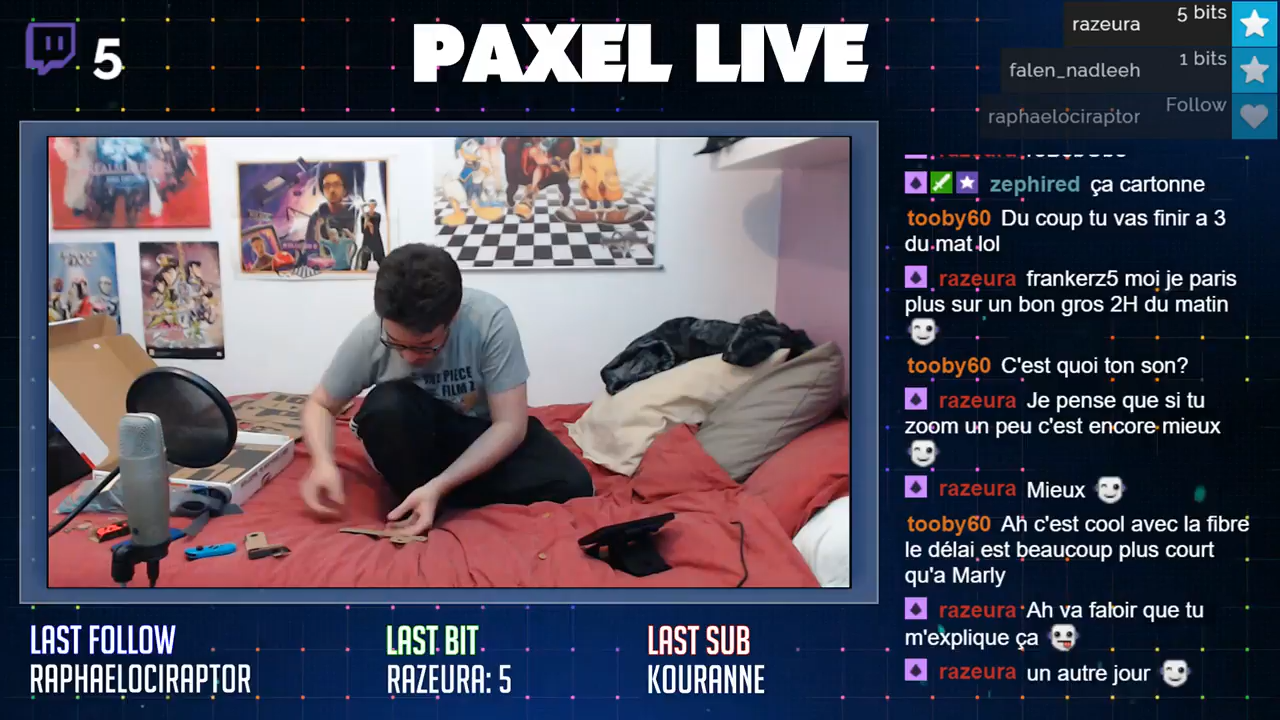 5
PAXEL LIVE
razeura 5 bits
falen_nadleeh 1 bits
raphaelociraptor Follow
zephired ça cartonne
tooby60 Du coup tu vas finir a 3
du mat lol
razeura frankerz5 moi je paris
plus sur un bon gros 2H du matin
tooby60 C'est quoi ton son?
razeura Je pense que si tu
zoom un peu c'est encore mieux
razeura Mieux
tooby60 Ah c'est cool avec la fibre
le délai est beaucoup plus court
qu'a Marly
razeura Ah va faloir que tu
m'explique ça
razeura un autre jour
PIECE
FILM Z
LAST FOLLOW
RAPHAELOCIRAPTOR
LAST BIT
RAZEURA: 5
LAST SUB
KOURANNE